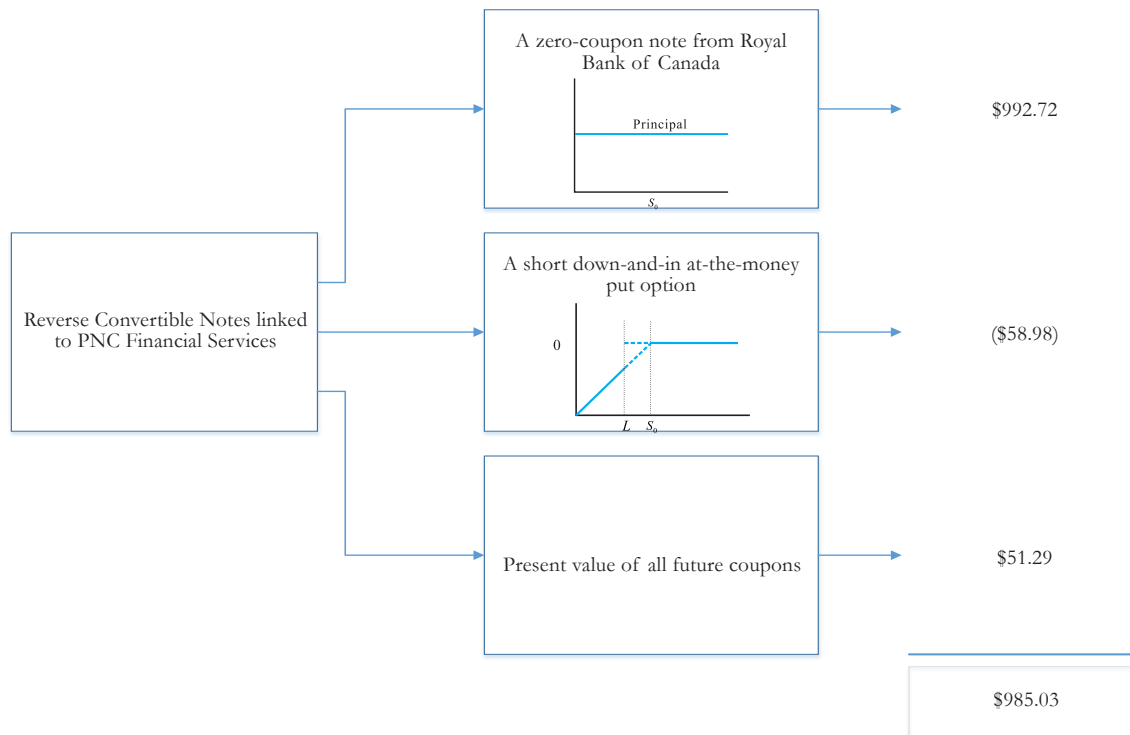 A zero-coupon note from Royal
Bank of Canada
Principal
S₀
$992.72
Reverse Convertible Notes linked
to PNC Financial Services
A short down-and-in at-the-money
put option
0
L S₀
($58.98)
Present value of all future coupons
$51.29
$985.03